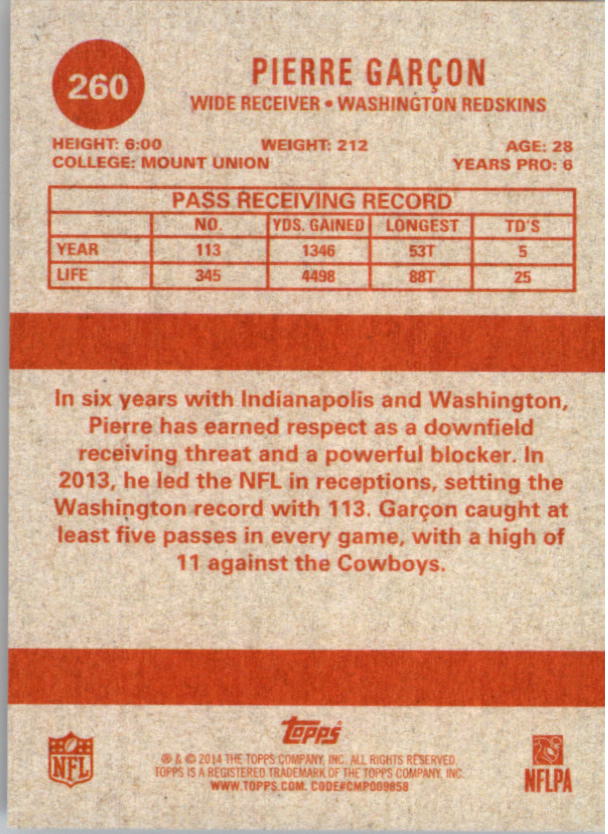 260
PIERRE GARÇON
WIDE RECEIVER • WASHINGTON REDSKINS
HEIGHT: 6:00 WEIGHT: 212 AGE: 28
COLLEGE: MOUNT UNION YEARS PRO: 6
PASS RECEIVING RECORD
NO. YDS. GAINED LONGEST TD'S
YEAR 113 1346 53T 5
LIFE 345 4498 88T 25
In six years with Indianapolis and Washington,
Pierre has earned respect as a downfield
receiving threat and a powerful blocker. In
2013, he led the NFL in receptions, setting the
Washington record with 113. Garçon caught at
least five passes in every game, with a high of
11 against the Cowboys.
topps
® & © 2014 THE TOPPS COMPANY, INC. ALL RIGHTS RESERVED.
TOPPS IS A REGISTERED TRADEMARK OF THE TOPPS COMPANY, INC.
WWW.TOPPS.COM. CODE#CMP009858
NFL
NFLPA